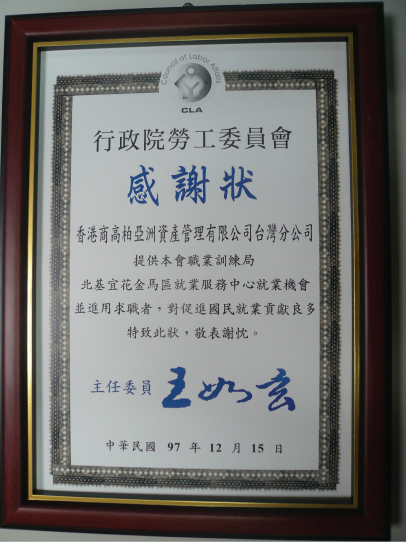 Council of Labor Affairs
CLA
行政院勞工委員會
感謝狀
香港商高柏亞洲資產管理有限公司台灣分公司
提供本會職業訓練局
北基宜花金馬區就業服務中心就業機會
並進用求職者，對促進國民就業貢獻良多
特致此狀，敬表謝忱。
主任委員 王如玄
中華民國 97 年 12 月 15 日